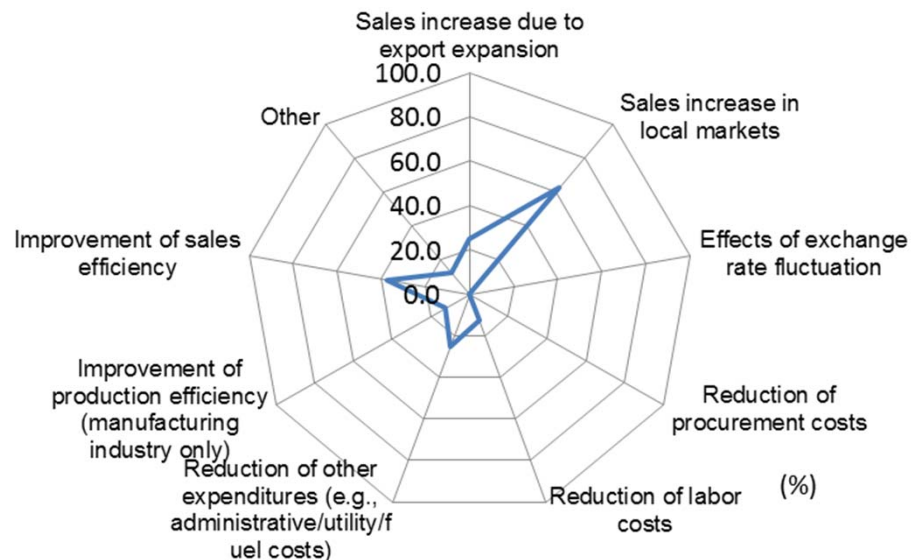 Sales increase due to
export expansion
100.0
80.0
60.0
40.0
20.0
0.0
Sales increase in
local markets
Effects of exchange
rate fluctuation
Reduction of
procurement costs
(%)
Reduction of labor
costs
Reduction of other
expenditures (e.g.,
administrative/utility/f
uel costs)
Improvement of
production efficiency
(manufacturing
industry only)
Improvement of sales
efficiency
Other